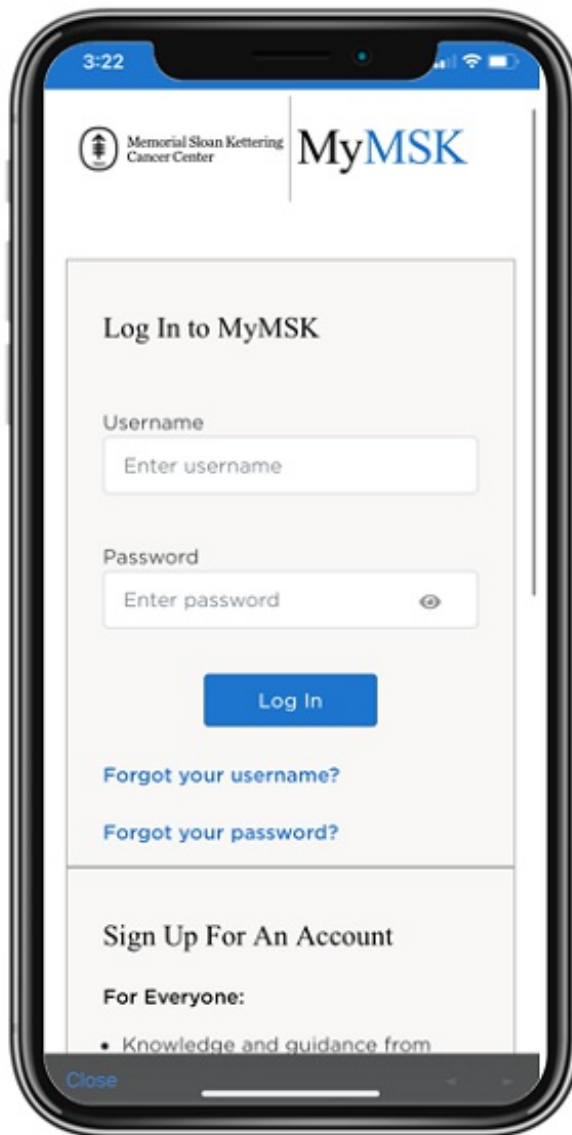 3:22
Memorial Sloan Kettering
Cancer Center
MyMSK
Log In to MyMSK
Username
Enter username
Password
Enter password
Log In
Forgot your username?
Forgot your password?
Sign Up For An Account
For Everyone:
• Knowledge and guidance from
Close